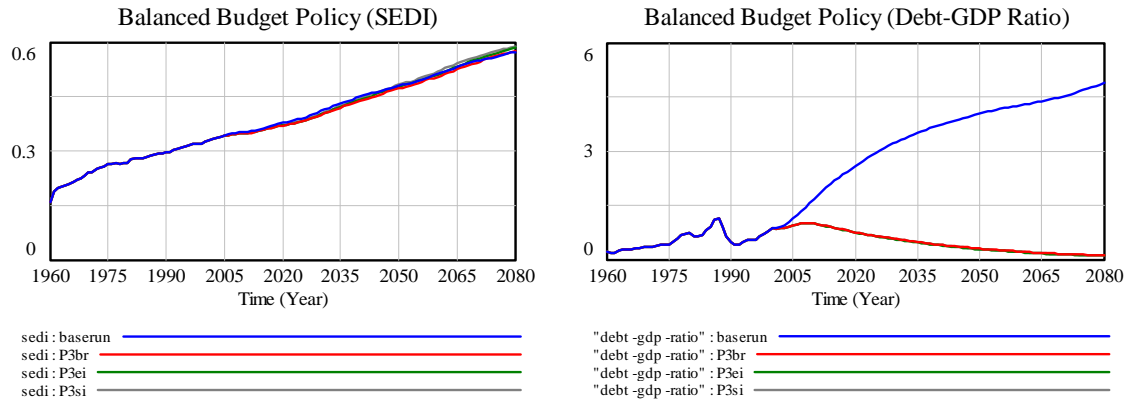 Balanced Budget Policy (SEDI)
0.6
0.3
0
1960 1975 1990 2005 2020 2035 2050 2065 2080
Time (Year)
sedi : baserun
sedi : P3br
sedi : P3ei
sedi : P3si
Balanced Budget Policy (Debt-GDP Ratio)
6
3
0
1960 1975 1990 2005 2020 2035 2050 2065 2080
Time (Year)
"debt -gdp -ratio" : baserun
"debt -gdp -ratio" : P3br
"debt -gdp -ratio" : P3ei
"debt -gdp -ratio" : P3si